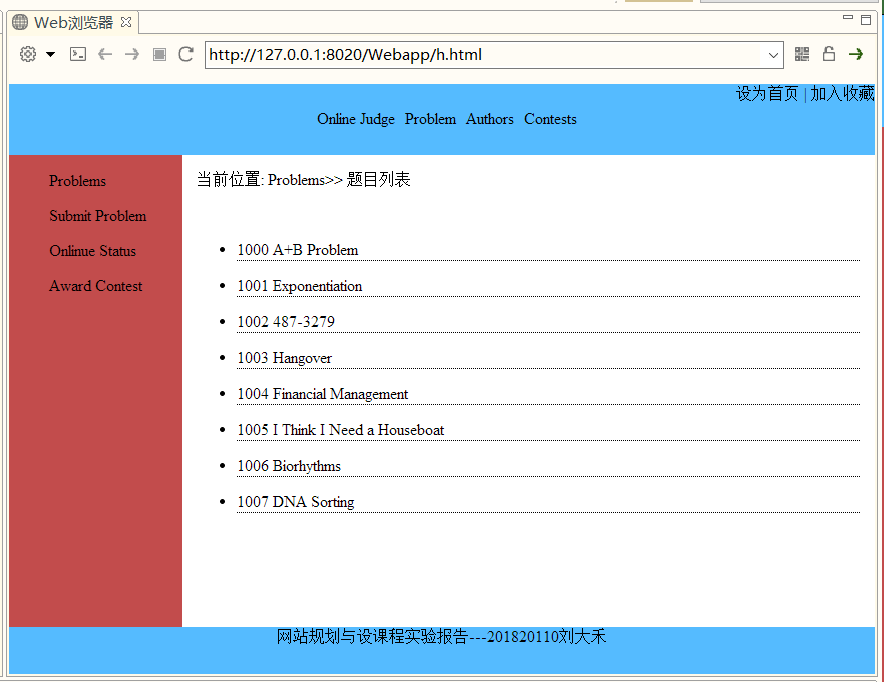 Web浏览器
http://127.0.0.1:8020/Webapp/h.html
设为首页 | 加入收藏
Online Judge Problem Authors Contests
Problems
Submit Problem
Onlinue Status
Award Contest
当前位置: Problems>> 题目列表
1000 A+B Problem
1001 Exponentiation
1002 487-3279
1003 Hangover
1004 Financial Management
1005 I Think I Need a Houseboat
1006 Biorhythms
1007 DNA Sorting
网站规划与设课程实验报告---201820110刘大禾